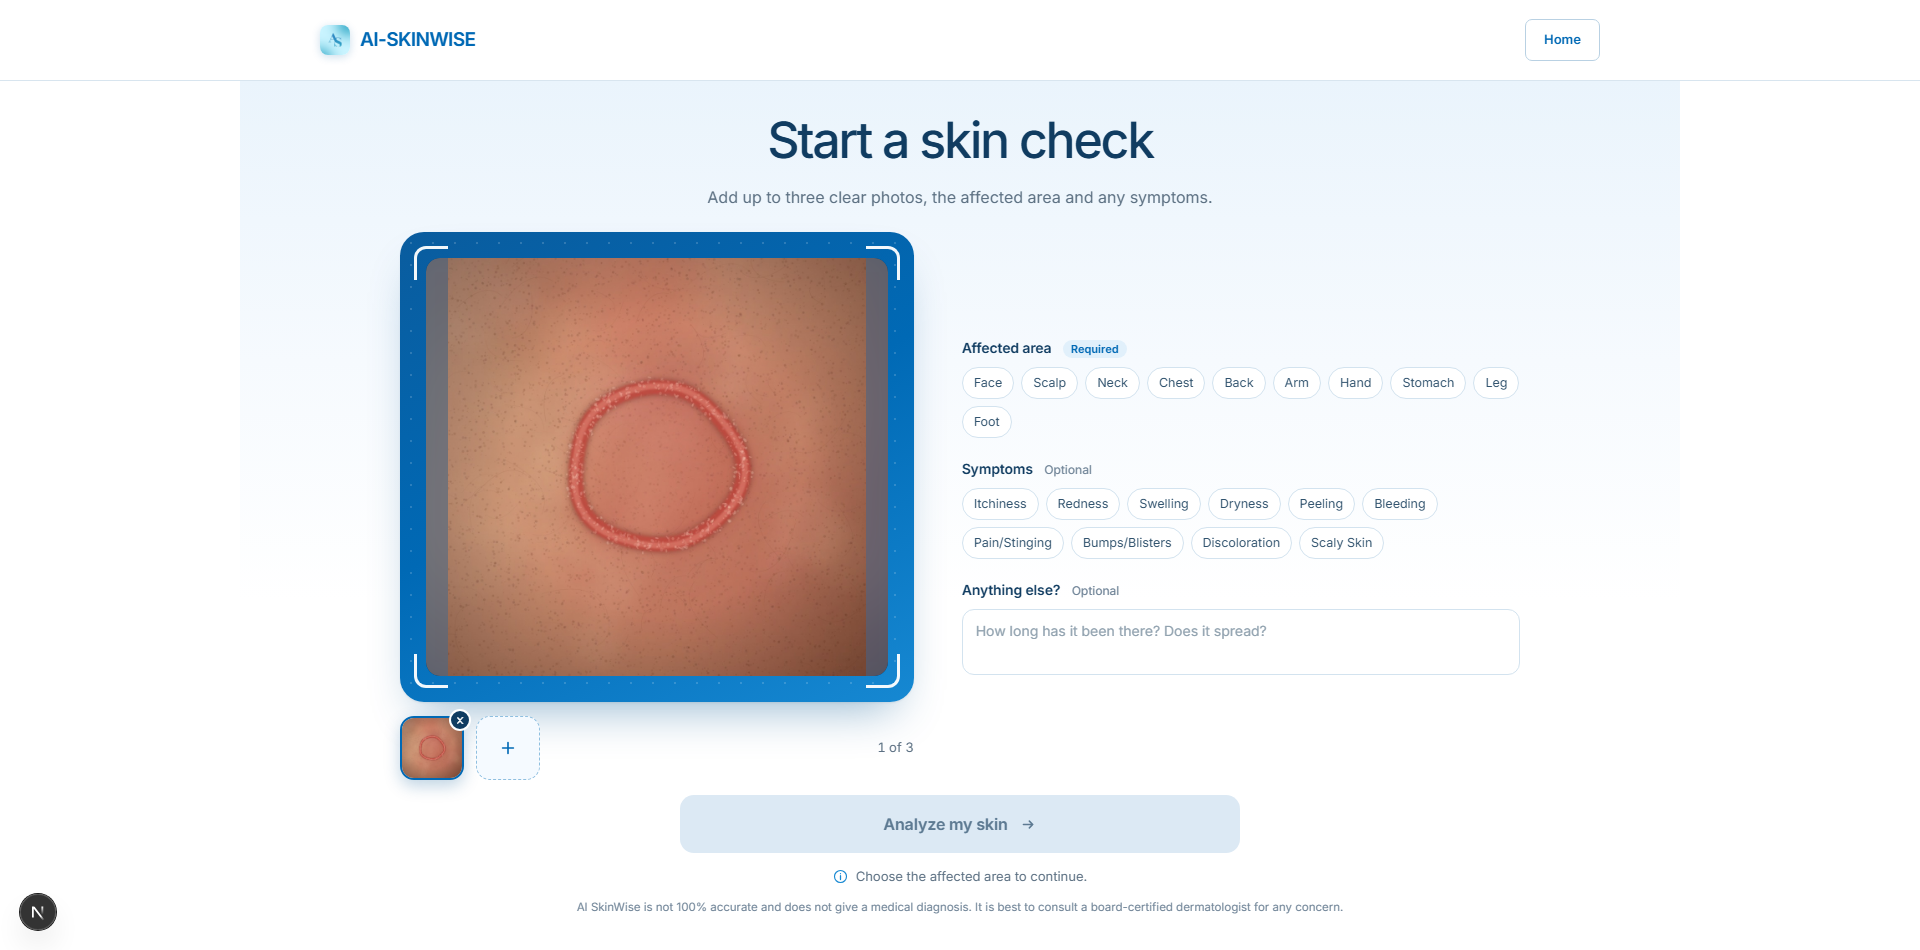 AI-SKINWISE
Home
Start a skin check
Add up to three clear photos, the affected area and any symptoms.
Affected area Required
Face Scalp Neck Chest Back Arm Hand Stomach Leg
Foot
Symptoms Optional
Itchiness Redness Swelling Dryness Peeling Bleeding
Pain/Stinging Bumps/Blisters Discoloration Scaly Skin
Anything else? Optional
How long has it been there? Does it spread?
1 of 3
Analyze my skin →
Choose the affected area to continue.
AI SkinWise is not 100% accurate and does not give a medical diagnosis. It is best to consult a board-certified dermatologist for any concern.
N